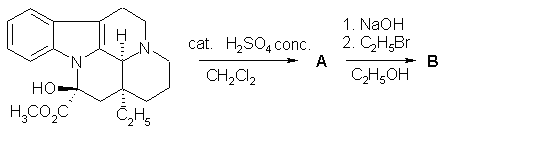 H
N
N
HO
H₃CO₂C
C₂H₅
cat. H₂SO₄ conc.
CH₂Cl₂
A
1. NaOH
2. C₂H₅Br
C₂H₅OH
B